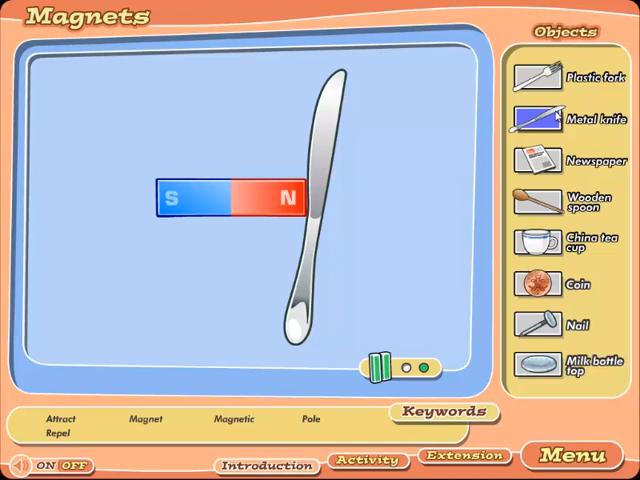 Magnets
Objects
Plastic fork
Metal knife
Newspaper
Wooden
spoon
China tea
cup
Coin
Nail
Milk bottle
top
S
N
Keywords
Attract
Magnet
Magnetic
Pole
Repel
ON OFF
Introduction
Activity
Extension
Menu